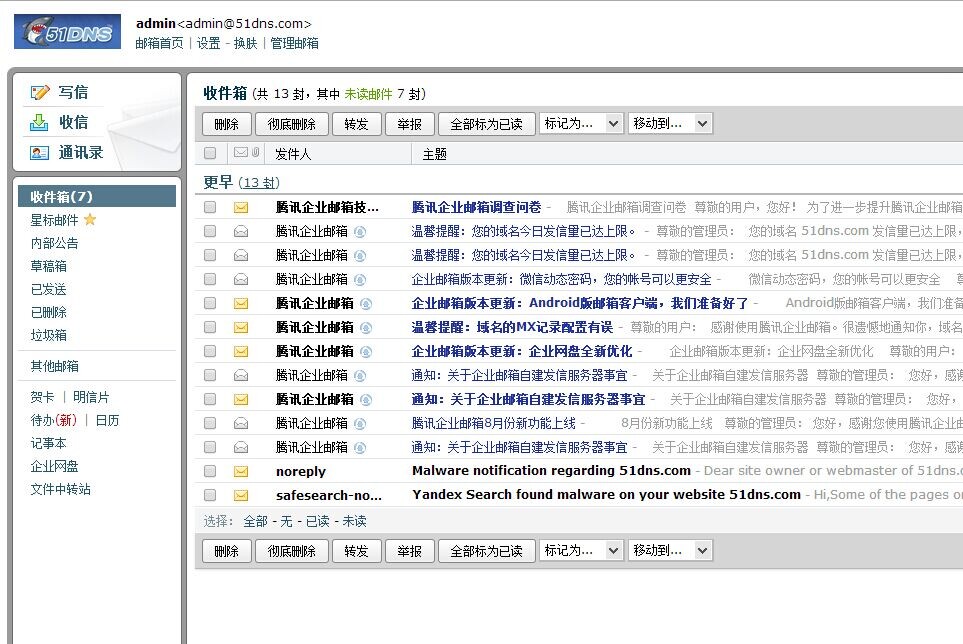 51DNS
admin<admin@51dns.com>
邮箱首页 | 设置 - 换肤 | 管理邮箱
写信
收信
通讯录
收件箱(7)
星标邮件
内部公告
草稿箱
已发送
已删除
垃圾箱
其他邮箱
贺卡 | 明信片
待办(新) | 日历
记事本
企业网盘
文件中转站
收件箱 (共 13 封，其中 未读邮件 7 封)
删除 彻底删除 转发 举报 全部标为已读 标记为... 移动到...
发件人 主题
更早 (13 封)
腾讯企业邮箱技... 腾讯企业邮箱调查问卷 - 腾讯企业邮箱调查问卷 尊敬的用户，您好！ 为了进一步提升腾讯企业邮箱
腾讯企业邮箱 温馨提醒：您的域名今日发信量已达上限。 - 尊敬的管理员： 您的域名 51dns.com 发信量已达上限,
腾讯企业邮箱 温馨提醒：您的域名今日发信量已达上限。 - 尊敬的管理员： 您的域名 51dns.com 发信量已达上限,
腾讯企业邮箱 企业邮箱版本更新：微信动态密码，您的帐号可以更安全 - 微信动态密码，您的帐号可以更安全
腾讯企业邮箱 企业邮箱版本更新：Android版邮箱客户端，我们准备好了 - Android版邮箱客户端，我们准备
腾讯企业邮箱 温馨提醒：域名的MX记录配置有误 - 尊敬的用户： 感谢使用腾讯企业邮箱。很遗憾地通知你，域名
腾讯企业邮箱 企业邮箱版本更新：企业网盘全新优化 - 企业邮箱版本更新：企业网盘全新优化 尊敬的用户：
腾讯企业邮箱 通知：关于企业邮箱自建发信服务器事宜 - 关于企业邮箱自建发信服务器 尊敬的管理员： 您好，感谢
腾讯企业邮箱 通知：关于企业邮箱自建发信服务器事宜 - 关于企业邮箱自建发信服务器 尊敬的管理员： 您好，
腾讯企业邮箱 企业邮箱8月份新功能上线 - 8月份新功能上线 尊敬的管理员： 您好，感谢您使用腾讯企业
腾讯企业邮箱 通知：关于企业邮箱自建发信服务器事宜 - 关于企业邮箱自建发信服务器 尊敬的管理员： 您好，感谢
noreply Malware notification regarding 51dns.com - Dear site owner or webmaster of 51dns.
safesearch-no... Yandex Search found malware on your website 51dns.com - Hi,Some of the pages o
选择： 全部 - 无 - 已读 - 未读
删除 彻底删除 转发 举报 全部标为已读 标记为... 移动到...